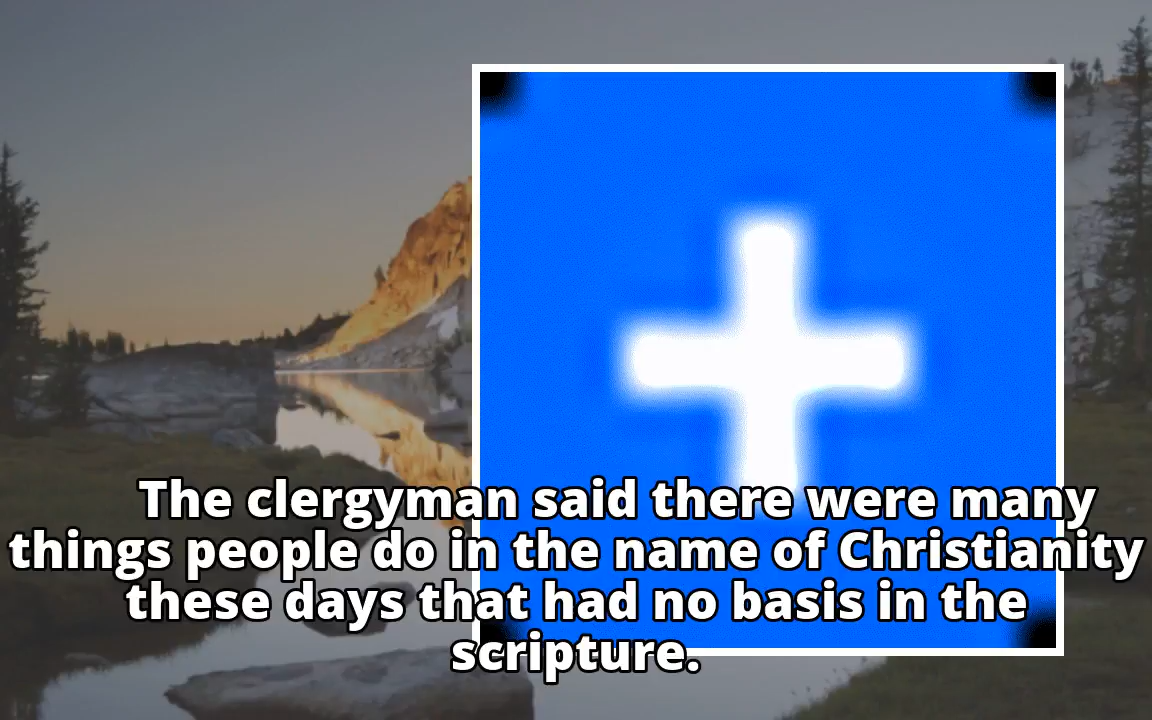 The clergyman said there were many
things people do in the name of Christianity
these days that had no basis in the
scripture.